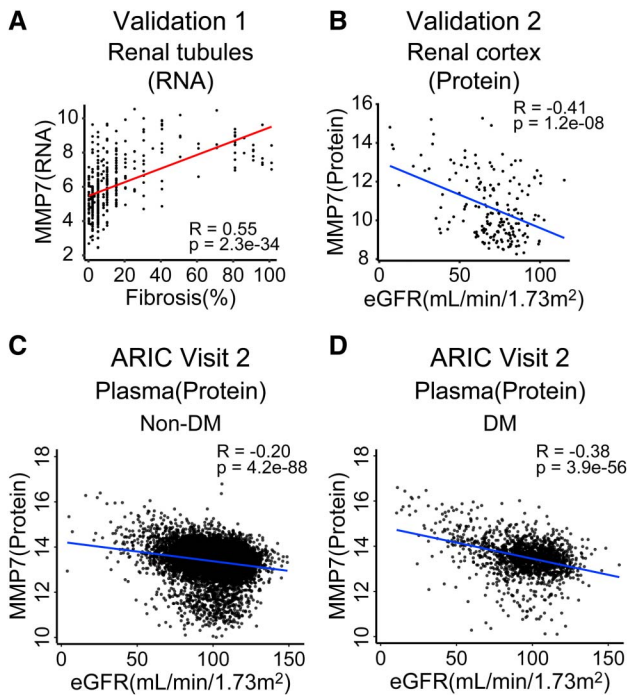 A
Validation 1
Renal tubules
(RNA)
MMP7(RNA)
10
8
6
4
2
R = 0.55
p = 2.3e-34
0 20 40 60 80 100
Fibrosis(%)
B
Validation 2
Renal cortex
(Protein)
MMP7(Protein)
16
14
12
10
8
R = -0.41
p = 1.2e-08
0 50 100
eGFR(mL/min/1.73m²)
C
ARIC Visit 2
Plasma(Protein)
Non-DM
MMP7(Protein)
18
16
14
12
10
R = -0.20
p = 4.2e-88
0 50 100 150
eGFR(mL/min/1.73m²)
D
ARIC Visit 2
Plasma(Protein)
DM
MMP7(Protein)
18
16
14
12
10
R = -0.38
p = 3.9e-56
0 50 100 150
eGFR(mL/min/1.73m²)